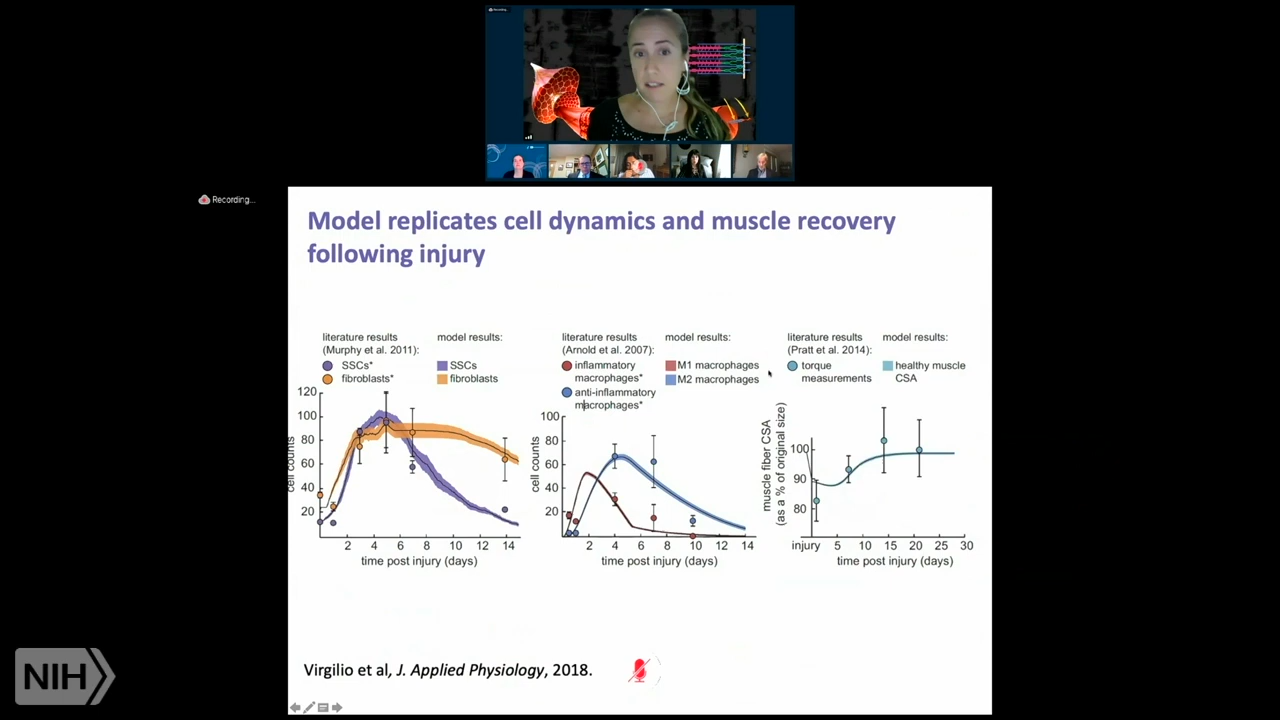 Recording...
Recording...
Model replicates cell dynamics and muscle recovery
following injury
literature results
(Murphy et al. 2011):
SSCs*
fibroblasts*
model results:
SSCs
fibroblasts
120
100
80
60
40
20
cell counts
2 4 6 8 10 12 14
time post injury (days)
literature results
(Arnold et al. 2007):
inflammatory
macrophages*
anti-inflammatory
macrophages*
model results:
M1 macrophages
M2 macrophages
100
80
60
40
20
cell counts
2 4 6 8 10 12 14
time post injury (days)
literature results
(Pratt et al. 2014):
torque
measurements
model results:
healthy muscle
CSA
muscle fiber CSA
(as a % of original size)
100
90
80
injury 5 10 15 20 25 30
time post injury (days)
Virgilio et al, J. Applied Physiology, 2018.
NIH